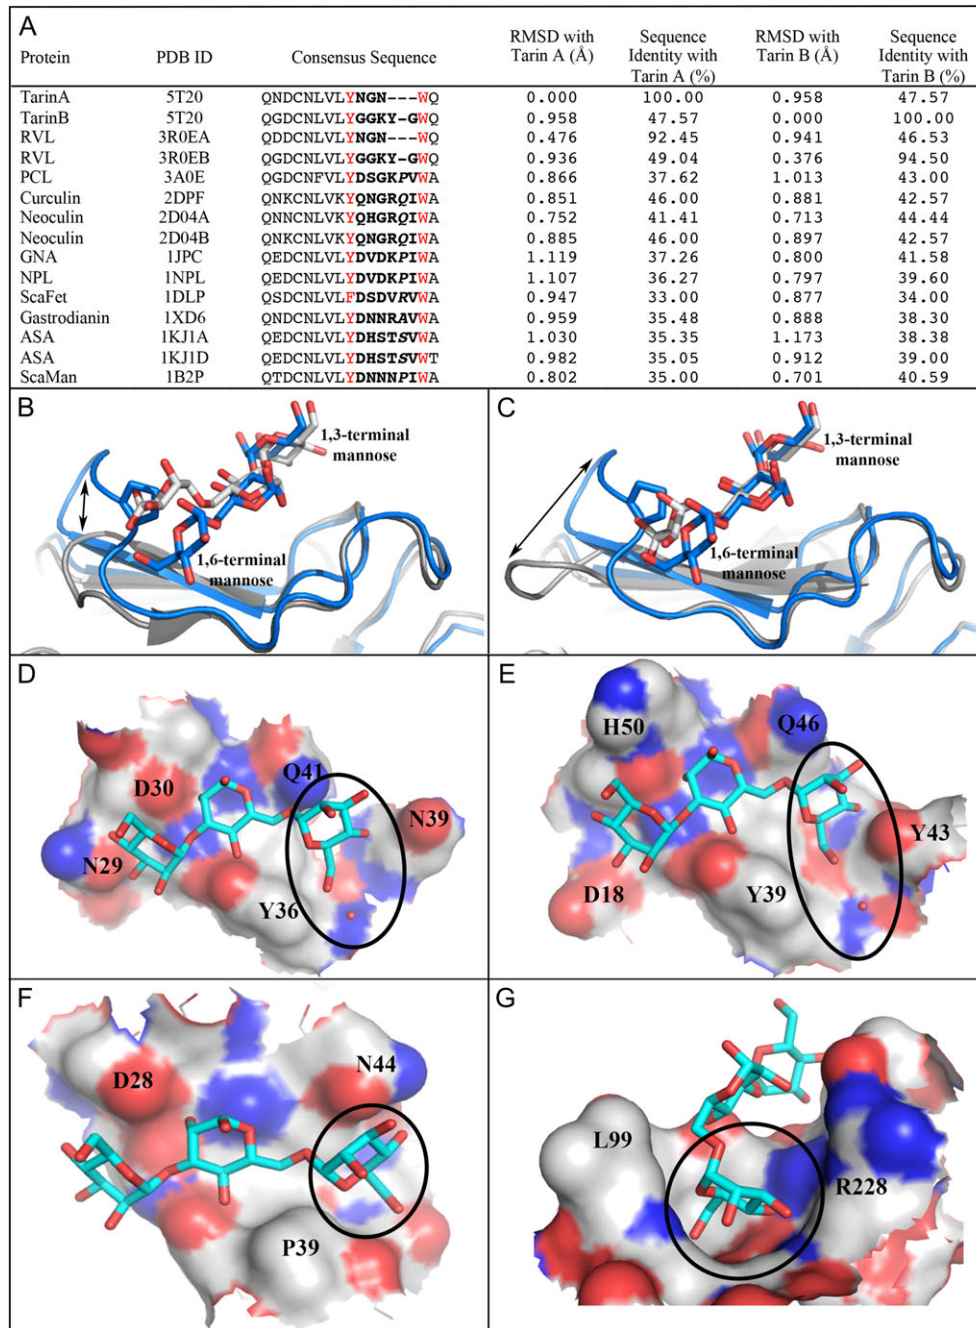 A
Protein PDB ID Consensus Sequence RMSD with Tarin A (Å) Sequence Identity with Tarin A (%) RMSD with Tarin B (Å) Sequence Identity with Tarin B (%)
TarinA 5T20 QNDCNLVLYNGN---WQ 0.000 100.00 0.958 47.57
TarinB 5T20 QGDCNLVLYGGKY-GWQ 0.958 47.57 0.000 100.00
RVL 3R0EA QDDCNLVLYNGN---WQ 0.476 92.45 0.941 46.53
RVL 3R0EB QGDCNLVLYGGKY-GWQ 0.936 49.04 0.376 94.50
PCL 3A0E QGDCNFVLYDSGKPVWA 0.866 37.62 1.013 43.00
Curculin 2DPF QNNCNLVKYQNGRQIWA 0.851 46.00 0.881 42.57
Neoculin 2D04A QNKCNLVKYQHGRQIWA 0.752 41.41 0.713 44.44
Neoculin 2D04B QNKCNLVKYQNGRQIWA 0.885 46.00 0.897 42.57
GNA 1JPC QEDCNLVLYDVDKPIWA 1.119 37.26 0.800 41.58
NPL 1NPL QEDCNLVLYDVDKPIWA 1.107 36.27 0.797 39.60
ScaFet 1DLP QSDCNLVLFDSDVRVWA 0.947 33.00 0.877 34.00
Gastrodianin 1XD6 QNDCNLVLYDNNRAVWA 0.959 35.48 0.888 38.30
ASA 1KJ1A QEDCNLVLYDHSTSVWA 1.030 35.35 1.173 38.38
ASA 1KJ1D QEDCNLVLYDHSTSVWT 0.982 35.05 0.912 39.00
ScaMan 1B2P QTDCNLVLYDNNNPIWA 0.802 35.00 0.701 40.59
B
1,3-terminal
mannose
1,6-terminal
mannose
C
1,3-terminal
mannose
1,6-terminal
mannose
D
D30
Q41
N39
N29
Y36
E
H50
Q46
Y43
D18
Y39
F
D28
N44
P39
G
L99
R228